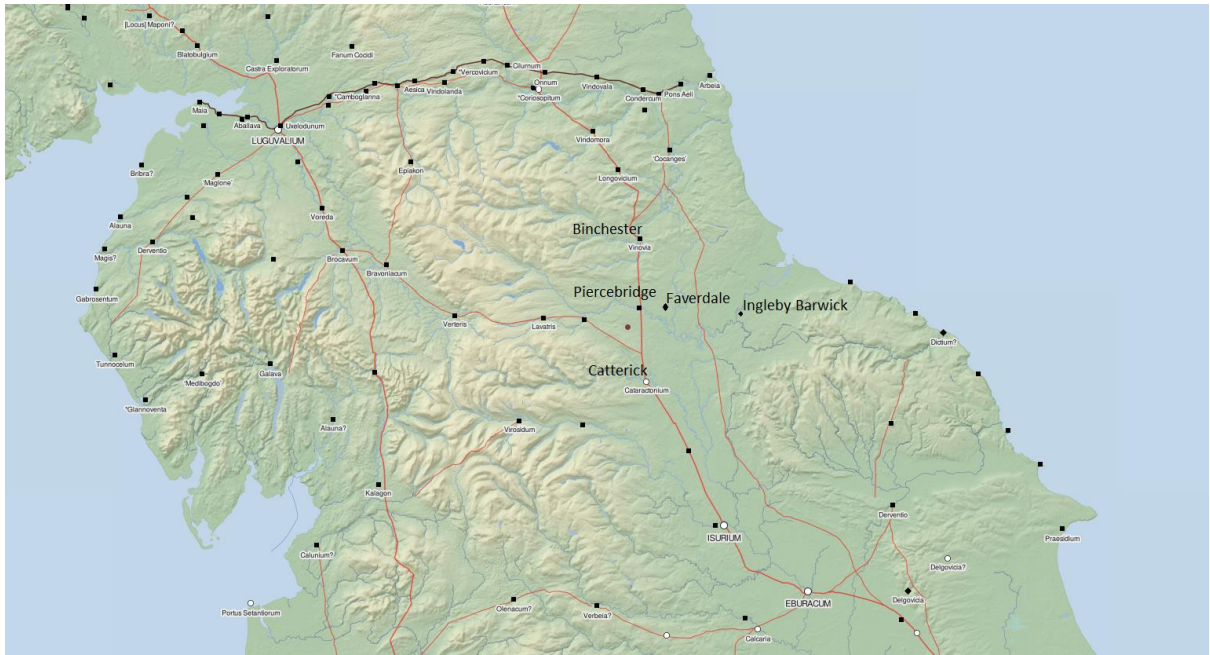 [Locus] Maponi?
Blatobulgium
Castra Exploratorum
Fanum Cocidi
*Camboglanna
Aesica
Vindolanda
*Vercovicium
Cilurnum
Onnum
*Coriosopitum
Vindovala
Condercum
Pons Aeli
Arbeia
Maia
Aballava
Uxelodunum
LUGUVALIUM
Vindomora
'Cocanges'
Bribra?
'Maglone'
Epiakon
Longovicium
Alauna
Voreda
Binchester
Vinovia
Derventio
Magis?
Brocavum
Bravoniacum
Gabrosentum
Piercebridge
Faverdale
Ingleby Barwick
Verteris
Lavatris
Dictium?
Tunnocelum
'Medibogdo'
Galava
Catterick
Cataractonium
*Glannoventa
Alauna?
Virosidum
Kalagon
Derventio
ISURIUM
Praesidium
Calunium?
Delgovicia?
EBURACUM
Delgovicia
Portus Setantiorum
Olenacum?
Verbeia?
Calcaria